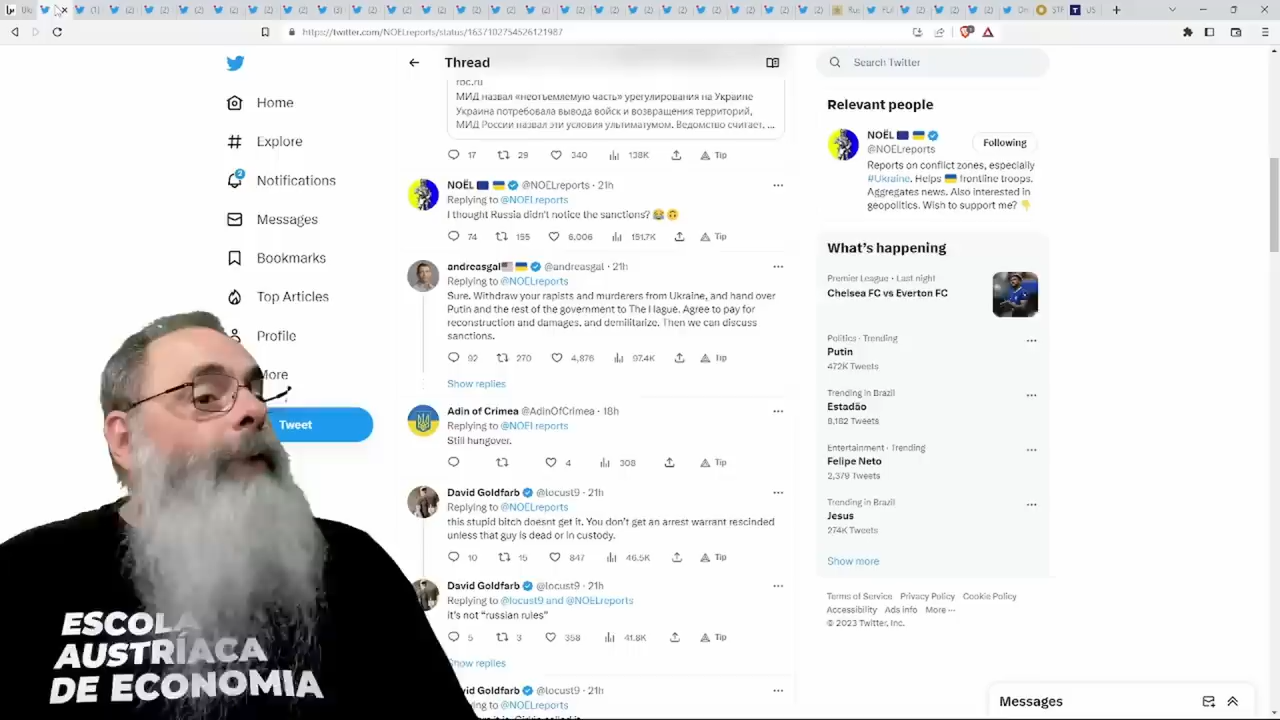 https://twitter.com/NOELreports/status/1637102754526121987
Home
Explore
Notifications
2
Messages
Bookmarks
Top Articles
Profile
More
Tweet
Thread
МИД назвал «неотъемлемую часть» урегулирования на Украине
Украина потребовала вывода войск и возвращения территорий,
МИД России назвал эти условия ультиматумом. Ведомство считает, ...
17 29 340 138K Tip
NOËL @NOELreports · 21h
Replying to @NOELreports
I thought Russia didn't notice the sanctions? 😂🙃
74 155 6,006 151.7K Tip
andreasgal @andreasgal · 21h
Replying to @NOELreports
Sure. Withdraw your rapists and murderers from Ukraine, and hand over
Putin and the rest of the government to The Hague. Agree to pay for
reconstruction and damages, and demilitarize. Then we can discuss
sanctions.
92 270 4,876 97.4K Tip
Show replies
Adin of Crimea @AdinOfCrimea · 18h
Replying to @NOELreports
Still hungover.
4 308 Tip
David Goldfarb @locust9 · 21h
Replying to @NOELreports
this stupid bitch doesnt get it. You don't get an arrest warrant rescinded
unless that guy is dead or in custody.
10 15 847 46.5K Tip
David Goldfarb @locust9 · 21h
Replying to @locust9 and @NOELreports
it's not "russian rules"
5 3 358 41.8K Tip
Show replies
David Goldfarb @locust9 · 21h
Replying to @NOELreports
Search Twitter
Relevant people
NOËL
@NOELreports
Following
Reports on conflict zones, especially
#Ukraine. Helps 🇺🇦 frontline troops.
Aggregates news. Also interested in
geopolitics. Wish to support me? 👇
What's happening
Premier League · Last night
Chelsea FC vs Everton FC
Politics · Trending
Putin
472K Tweets
Trending in Brazil
Estadão
8,162 Tweets
Entertainment · Trending
Felipe Neto
2,379 Tweets
Trending in Brazil
Jesus
274K Tweets
Show more
Terms of Service Privacy Policy Cookie Policy
Accessibility Ads info More ···
© 2023 Twitter, Inc.
Messages
ESCOLA
AUSTRÍACA
DE ECONOMIA